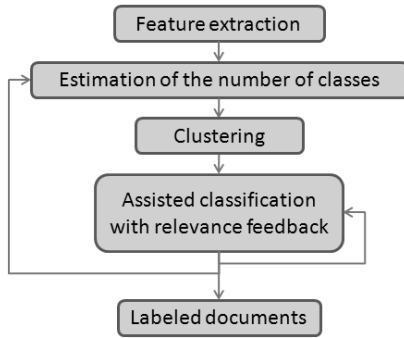 Feature extraction
Estimation of the number of classes
Clustering
Assisted classification
with relevance feedback
Labeled documents